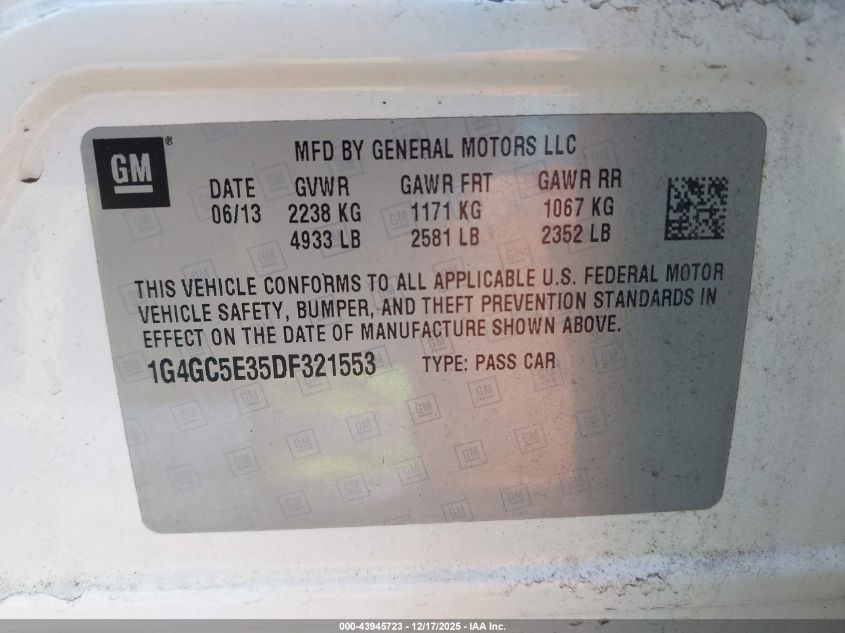 GM ®
MFD BY GENERAL MOTORS LLC
DATE GVWR GAWR FRT GAWR RR
06/13 2238 KG 1171 KG 1067 KG
4933 LB 2581 LB 2352 LB
THIS VEHICLE CONFORMS TO ALL APPLICABLE U.S. FEDERAL MOTOR
VEHICLE SAFETY, BUMPER, AND THEFT PREVENTION STANDARDS IN
EFFECT ON THE DATE OF MANUFACTURE SHOWN ABOVE.
1G4GC5E35DF321553 TYPE: PASS CAR
000-43945723 – 12/17/2025 – IAA Inc.